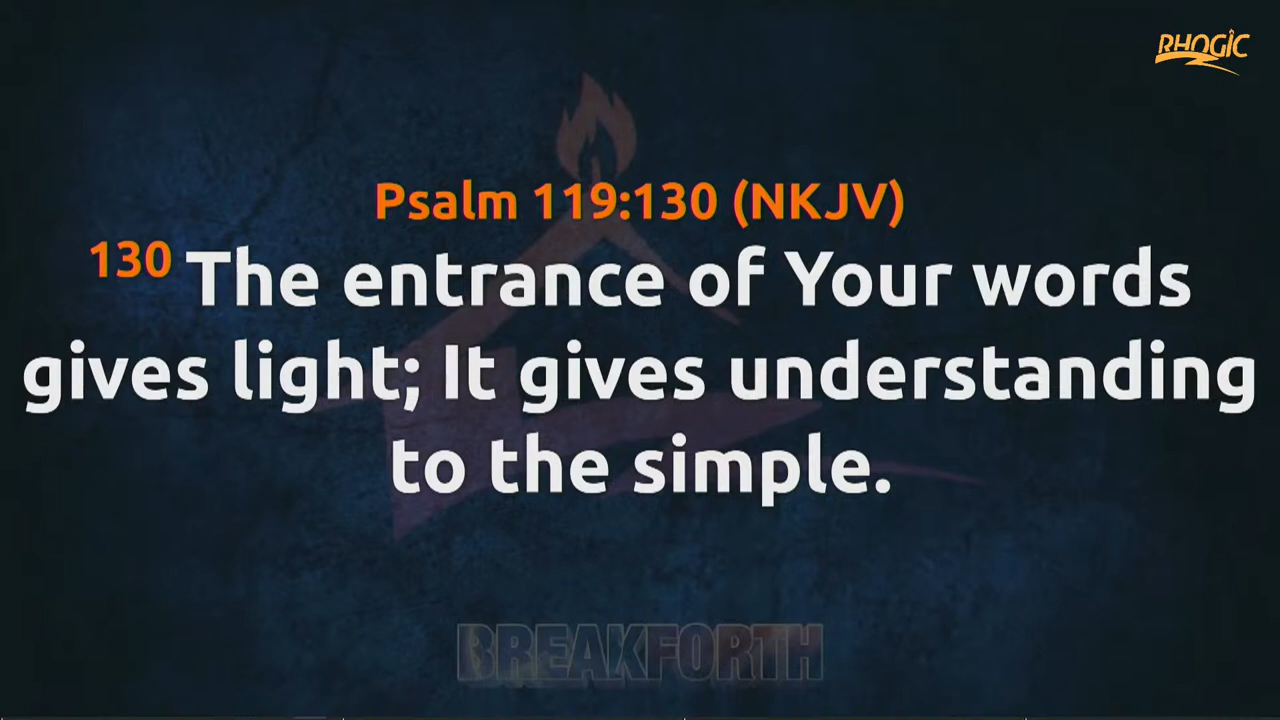 RHOGIC
Psalm 119:130 (NKJV)
130 The entrance of Your words
gives light; It gives understanding
to the simple.
BREAKFORTH